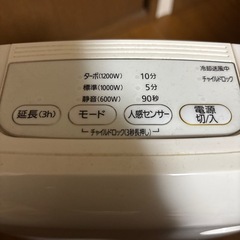 ターボ(1200W) 10分
標準(1000W) 5分
静音(600W) 90秒
冷却送風中
チャイルドロック
延長(3h)
モード
人感センサー
電源
切/入
チャイルドロック(3秒長押し)